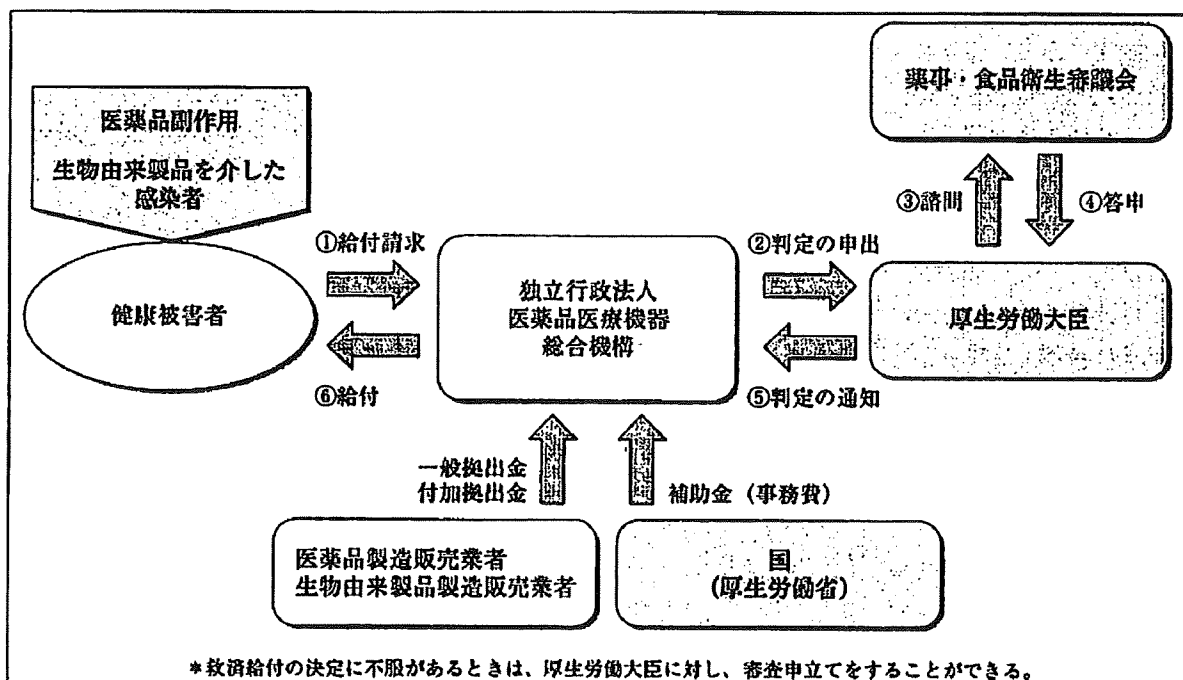 薬事・食品衛生審議会
医薬品副作用
生物由来製品を介した
感染者
③諮問
④答申
①給付請求
②判定の申出
健康被害者
独立行政法人
医薬品医療機器
総合機構
厚生労働大臣
⑥給付
⑤判定の通知
一般拠出金
付加拠出金
補助金（事務費）
医薬品製造販売業者
生物由来製品製造販売業者
国
(厚生労働省)
*救済給付の決定に不服があるときは、厚生労働大臣に対し、審査申立てをすることができる。